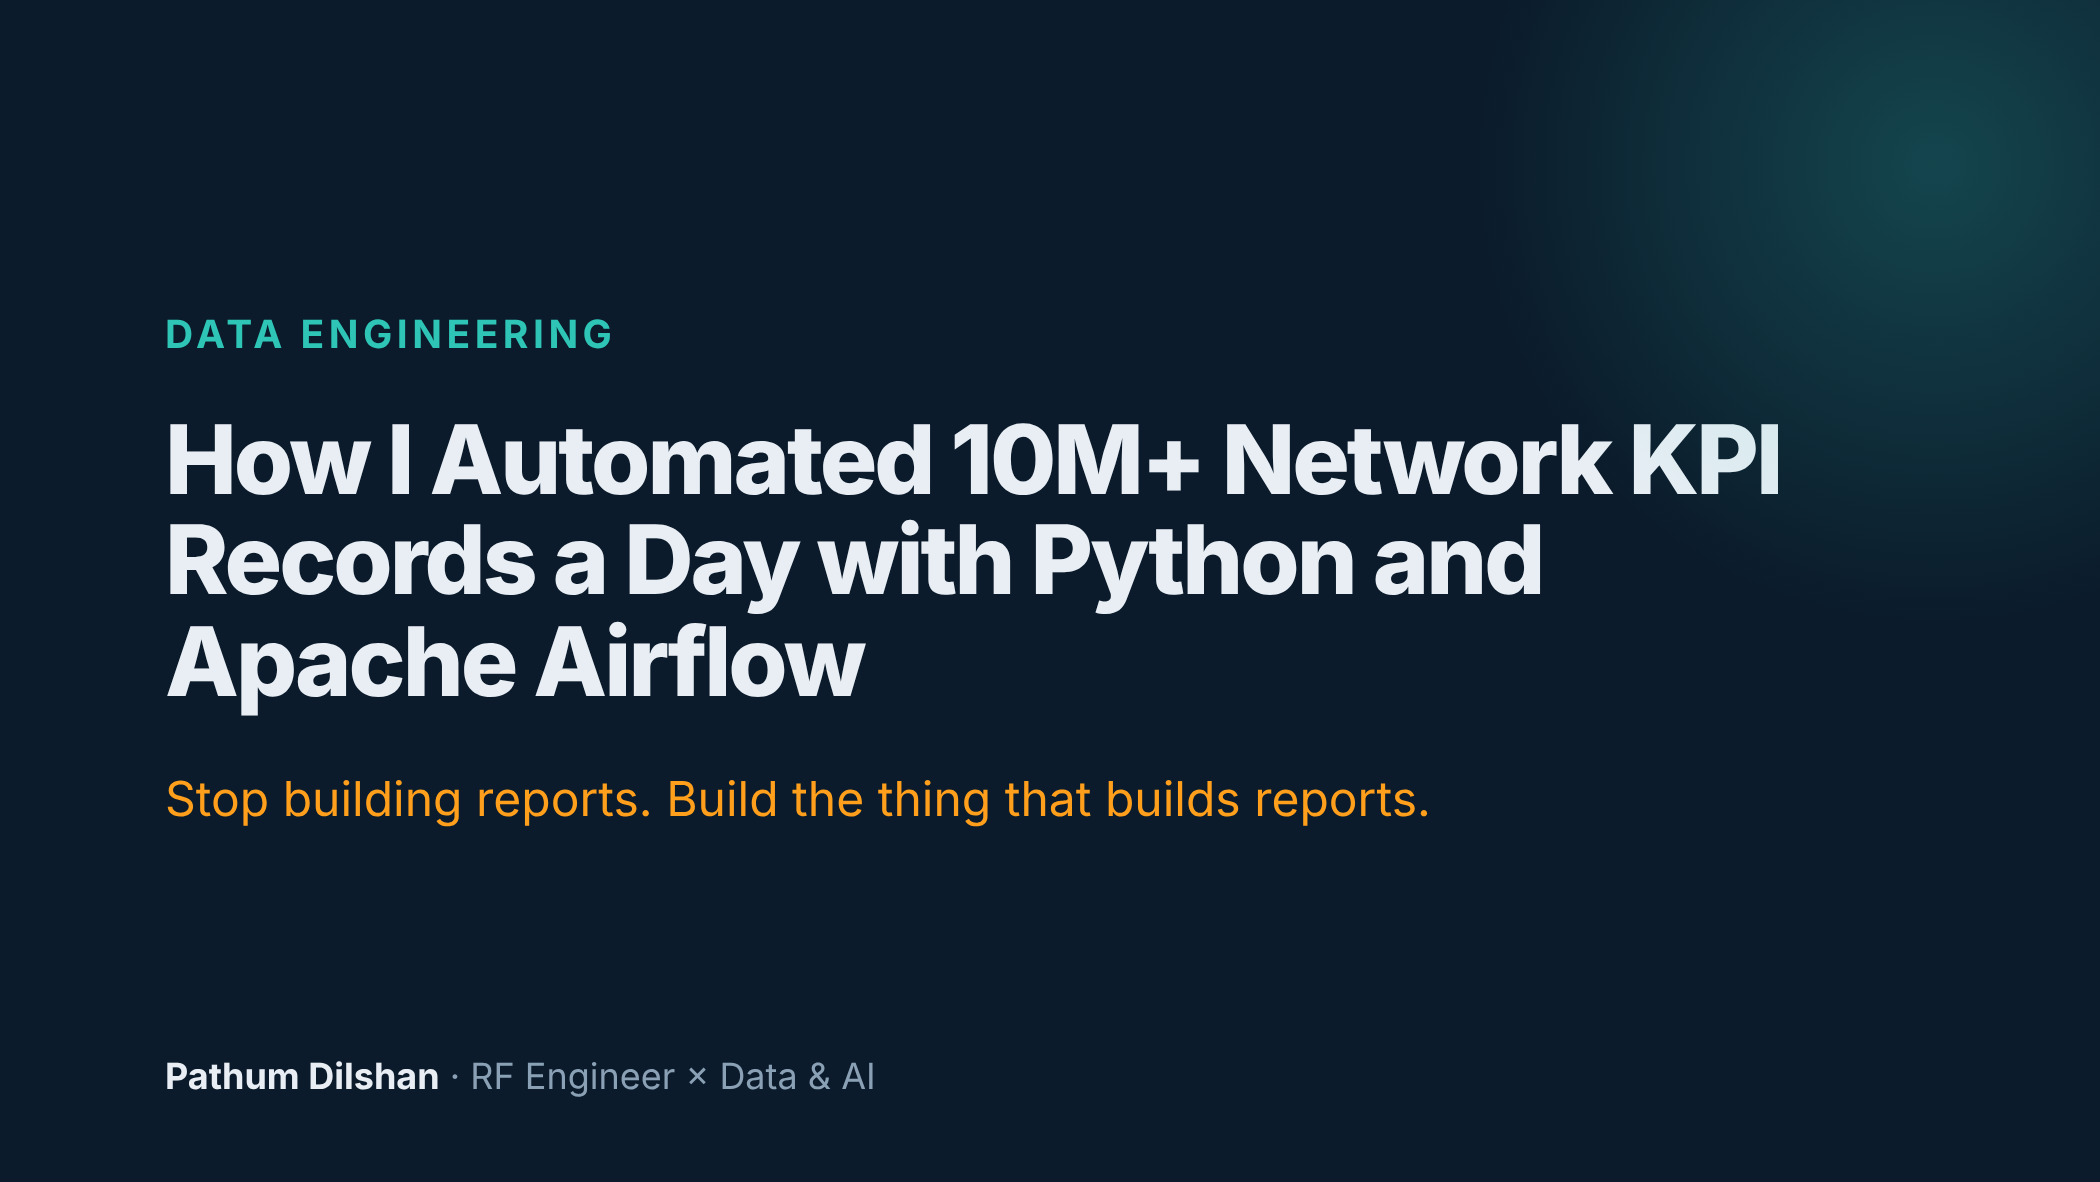 DATA ENGINEERING
How I Automated 10M+ Network KPI
Records a Day with Python and
Apache Airflow
Stop building reports. Build the thing that builds reports.
Pathum Dilshan · RF Engineer × Data & AI